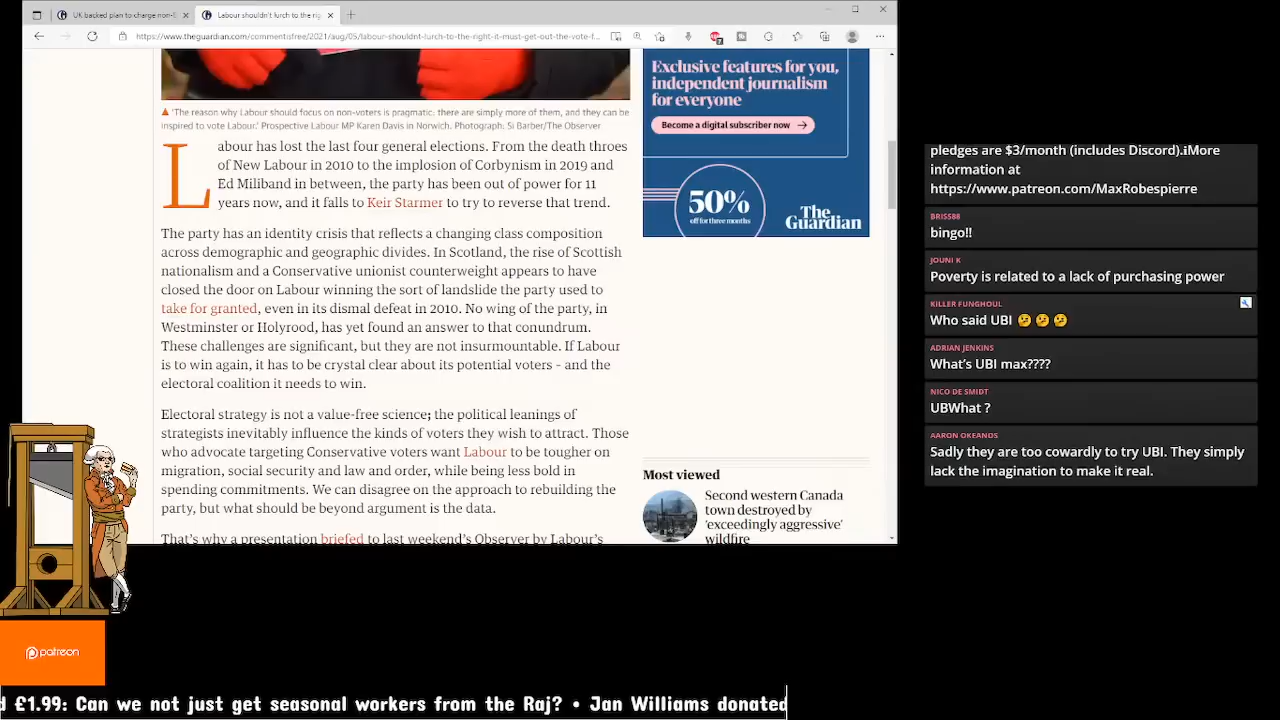 UK backed plan to charge non-
Labour shouldn't lurch to the rig
https://www.theguardian.com/commentisfree/2021/aug/05/labour-shouldnt-lurch-to-the-right-it-must-get-out-the-vote-f...
'The reason why Labour should focus on non-voters is pragmatic: there are simply more of them, and they can be
inspired to vote Labour.' Prospective Labour MP Karen Davis in Norwich. Photograph: Si Barber/The Observer
Labour has lost the last four general elections. From the death throes
of New Labour in 2010 to the implosion of Corbynism in 2019 and
Ed Miliband in between, the party has been out of power for 11
years now, and it falls to Keir Starmer to try to reverse that trend.
The party has an identity crisis that reflects a changing class composition
across demographic and geographic divides. In Scotland, the rise of Scottish
nationalism and a Conservative unionist counterweight appears to have
closed the door on Labour winning the sort of landslide the party used to
take for granted, even in its dismal defeat in 2010. No wing of the party, in
Westminster or Holyrood, has yet found an answer to that conundrum.
These challenges are significant, but they are not insurmountable. If Labour
is to win again, it has to be crystal clear about its potential voters – and the
electoral coalition it needs to win.
Electoral strategy is not a value-free science; the political leanings of
strategists inevitably influence the kinds of voters they wish to attract. Those
who advocate targeting Conservative voters want Labour to be tougher on
migration, social security and law and order, while being less bold in
spending commitments. We can disagree on the approach to rebuilding the
party, but what should be beyond argument is the data.
That's why a presentation briefed to last weekend's Observer by Labour's
Exclusive features for you,
independent journalism
for everyone
Become a digital subscriber now
50%
off for three months
The
Guardian
Most viewed
Second western Canada
town destroyed by
'exceedingly aggressive'
wildfire
pledges are $3/month (includes Discord).iMore
information at
https://www.patreon.com/MaxRobespierre
BRISS88
bingo!!
JOUNI K
Poverty is related to a lack of purchasing power
KILLER FUNGHOUL
Who said UBI 🤔🤔🤔
ADRIAN JENKINS
What's UBI max????
NICO DE SMIDT
UBWhat ?
AARON OKEANOS
Sadly they are too cowardly to try UBI. They simply
lack the imagination to make it real.
patreon
d £1.99: Can we not just get seasonal workers from the Raj? • Jan Williams donated